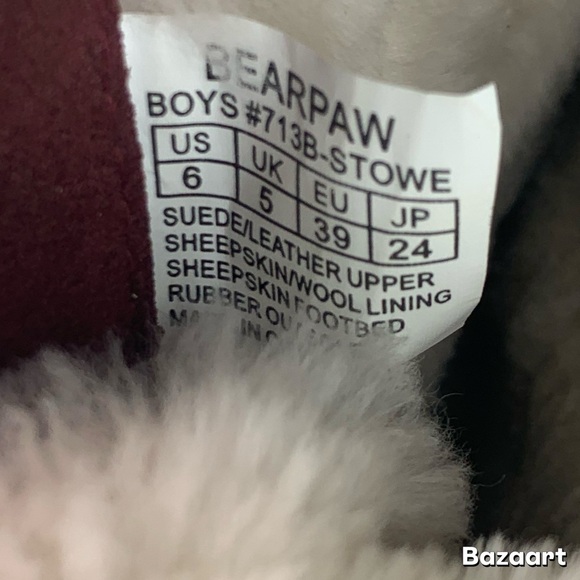 BEARPAW
BOYS #713B-STOWE
US UK EU JP
6 5 39 24
SUEDE/LEATHER UPPER
SHEEPSKIN/WOOL LINING
SHEEPSKIN FOOTBED
RUBBER
IN
Bazaart